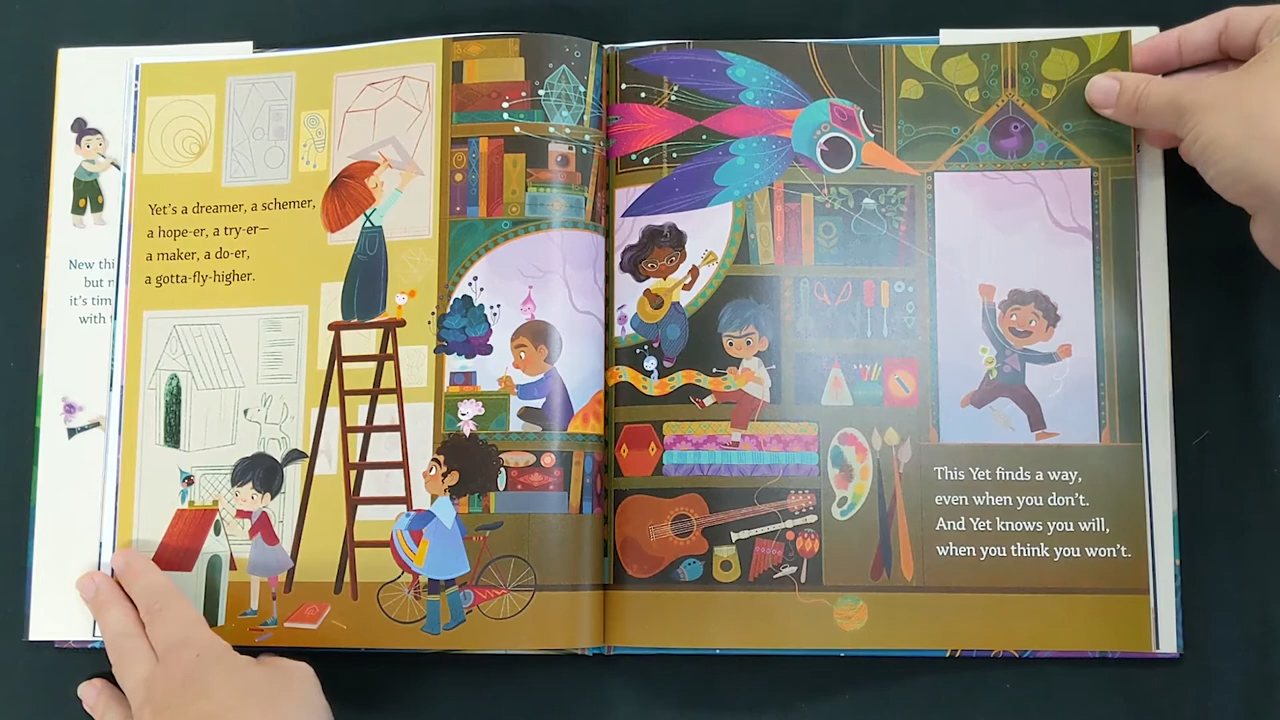 New thi
but n
it's tim
with t
Yet's a dreamer, a schemer,
a hope-er, a try-er—
a maker, a do-er,
a gotta-fly-higher.
This Yet finds a way,
even when you don't.
And Yet knows you will,
when you think you won't.